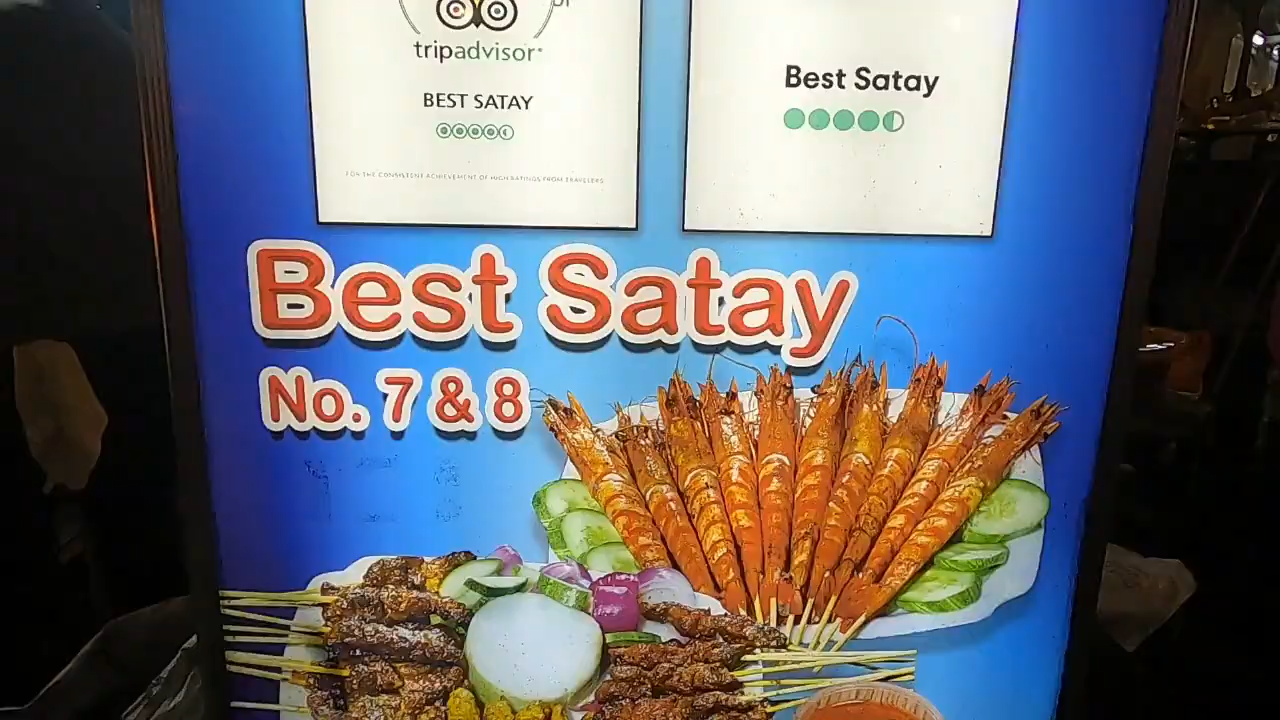 tripadvisor®
BEST SATAY
FOR THE CONSISTENT ACHIEVEMENT OF HIGH RATINGS FROM TRAVELERS
Best Satay
Best Satay
No. 7 & 8